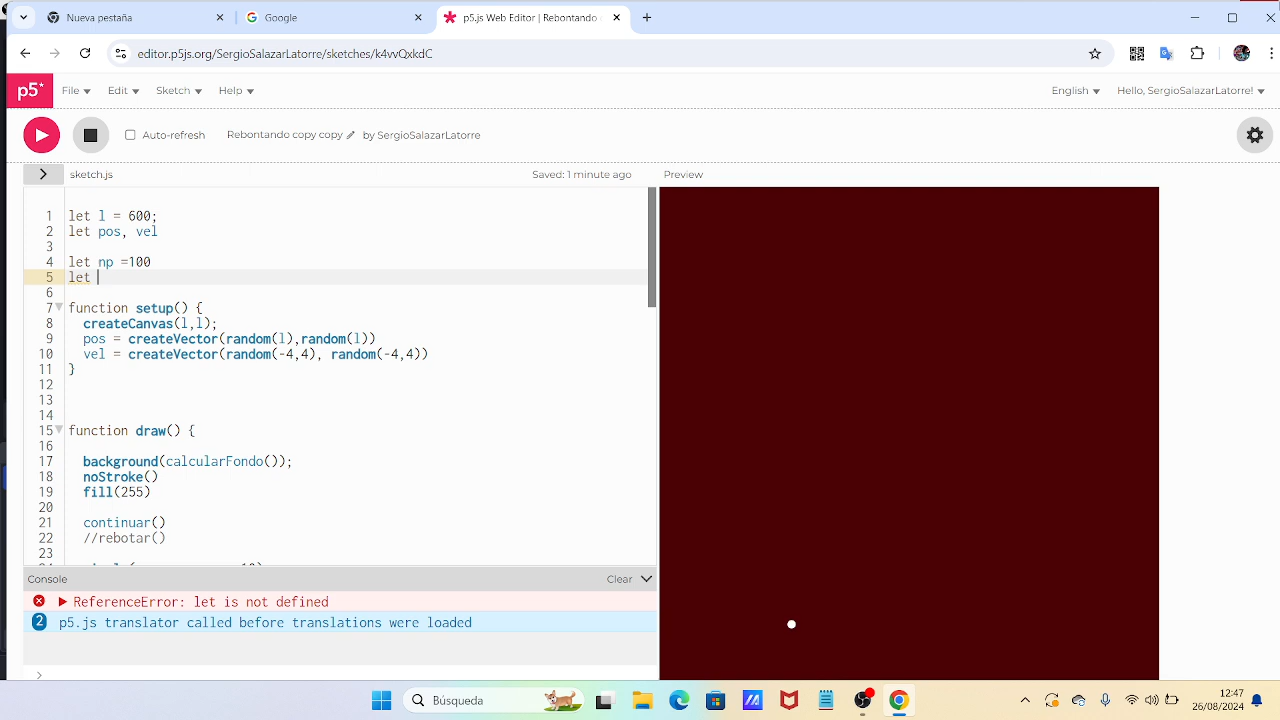 Nueva pestaña
Google
p5.js Web Editor | Rebontando
editor.p5js.org/SergioSalazarLatorre/sketches/k4vvQxkdC
p5* File Edit Sketch Help English Hello, SergioSalazarLatorre!
Auto-refresh Rebontando copy copy by SergioSalazarLatorre
sketch.js Saved: 1 minute ago Preview
1 let l = 600;
2 let pos, vel
3
4 let np =100
5 let
6
7 function setup() {
8 createCanvas(l,l);
9 pos = createVector(random(l),random(l))
10 vel = createVector(random(-4,4), random(-4,4))
11 }
12
13
14
15 function draw() {
16
17 background(calcularFondo());
18 noStroke()
19 fill(255)
20
21 continuar()
22 //rebotar()
23
Console Clear
ReferenceError: let is not defined
2 p5.js translator called before translations were loaded
>
Búsqueda
12:47
26/08/2024